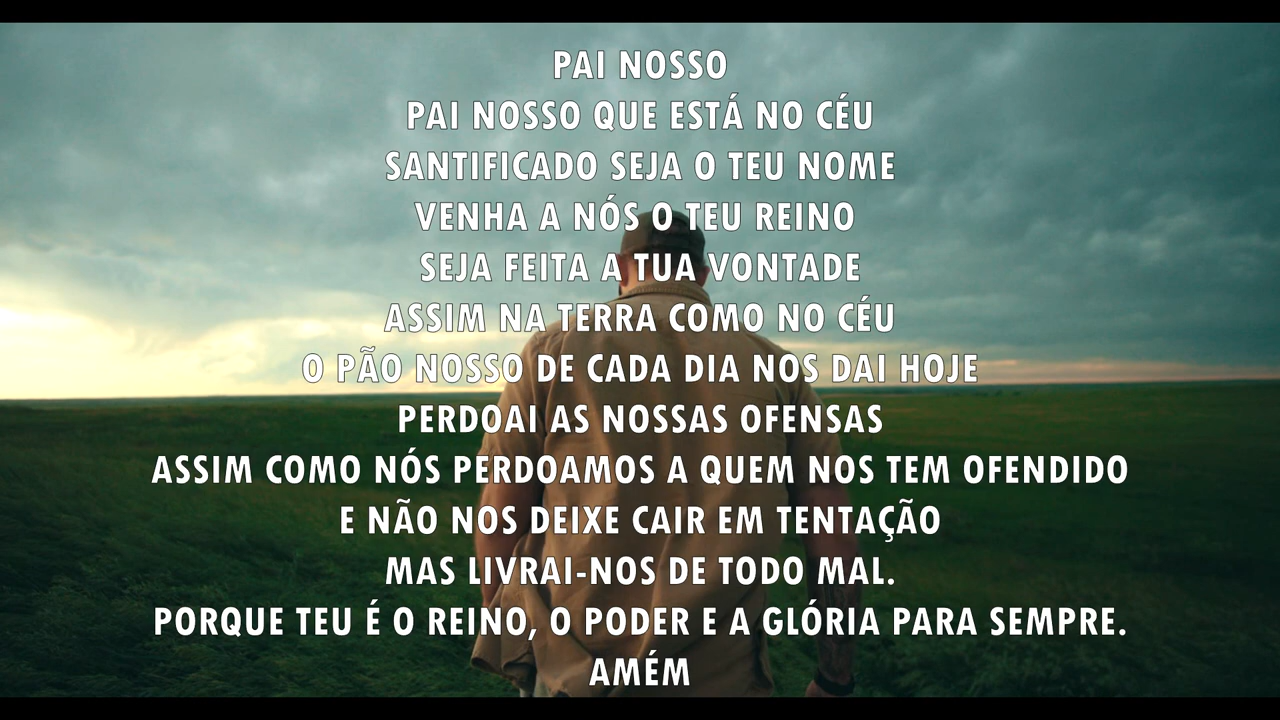 PAI NOSSO
PAI NOSSO QUE ESTÁ NO CÉU
SANTIFICADO SEJA O TEU NOME
VENHA A NÓS O TEU REINO
SEJA FEITA A TUA VONTADE
ASSIM NA TERRA COMO NO CÉU
O PÃO NOSSO DE CADA DIA NOS DAI HOJE
PERDOAI AS NOSSAS OFENSAS
ASSIM COMO NÓS PERDOAMOS A QUEM NOS TEM OFENDIDO
E NÃO NOS DEIXE CAIR EM TENTAÇÃO
MAS LIVRAI-NOS DE TODO MAL.
PORQUE TEU É O REINO, O PODER E A GLÓRIA PARA SEMPRE.
AMÉM